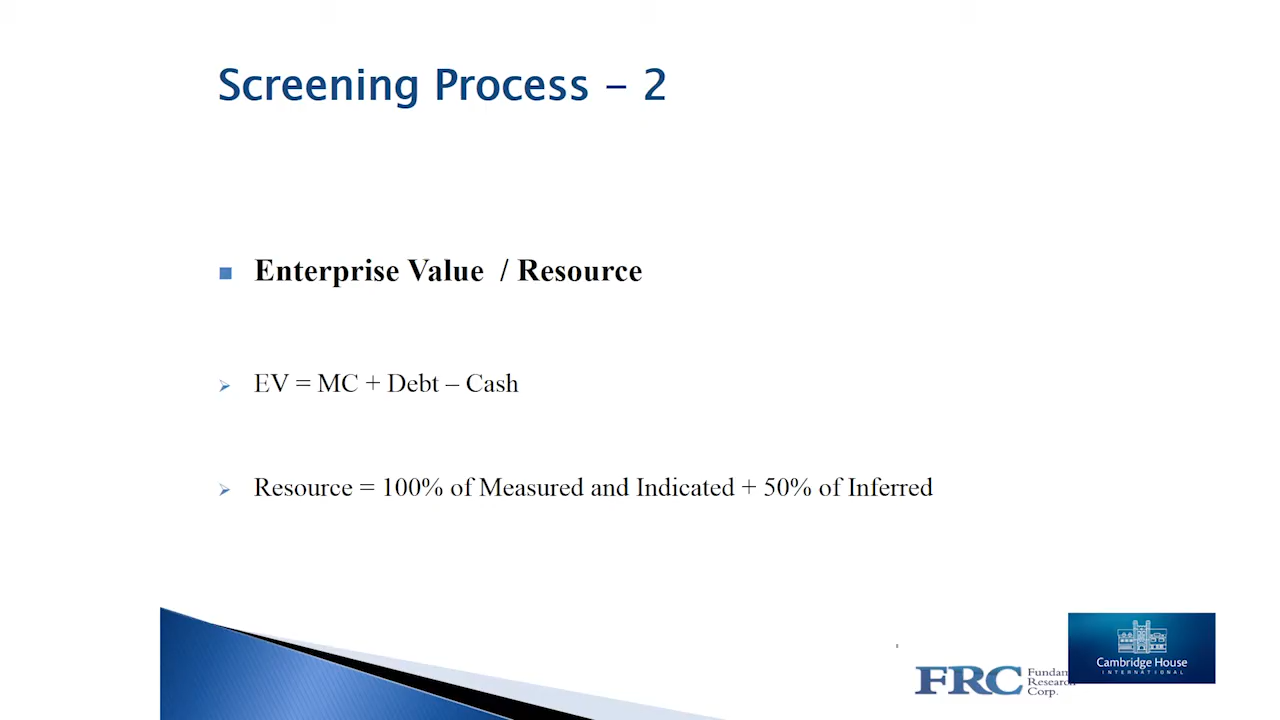 Screening Process - 2
Enterprise Value / Resource
EV = MC + Debt – Cash
Resource = 100% of Measured and Indicated + 50% of Inferred
FRC
Research
Corp.
Cambridge House
INTERNATIONAL